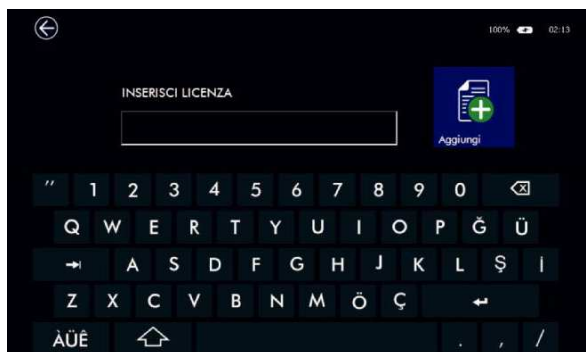 100% 02:13
INSERISCI LICENZA
Aggiungi
" 1 2 3 4 5 6 7 8 9 0
Q W E R T Y U I O P Ğ Ü
A S D F G H J K L Ş İ
Z X C V B N M Ö Ç
ÀÜÊ . , /